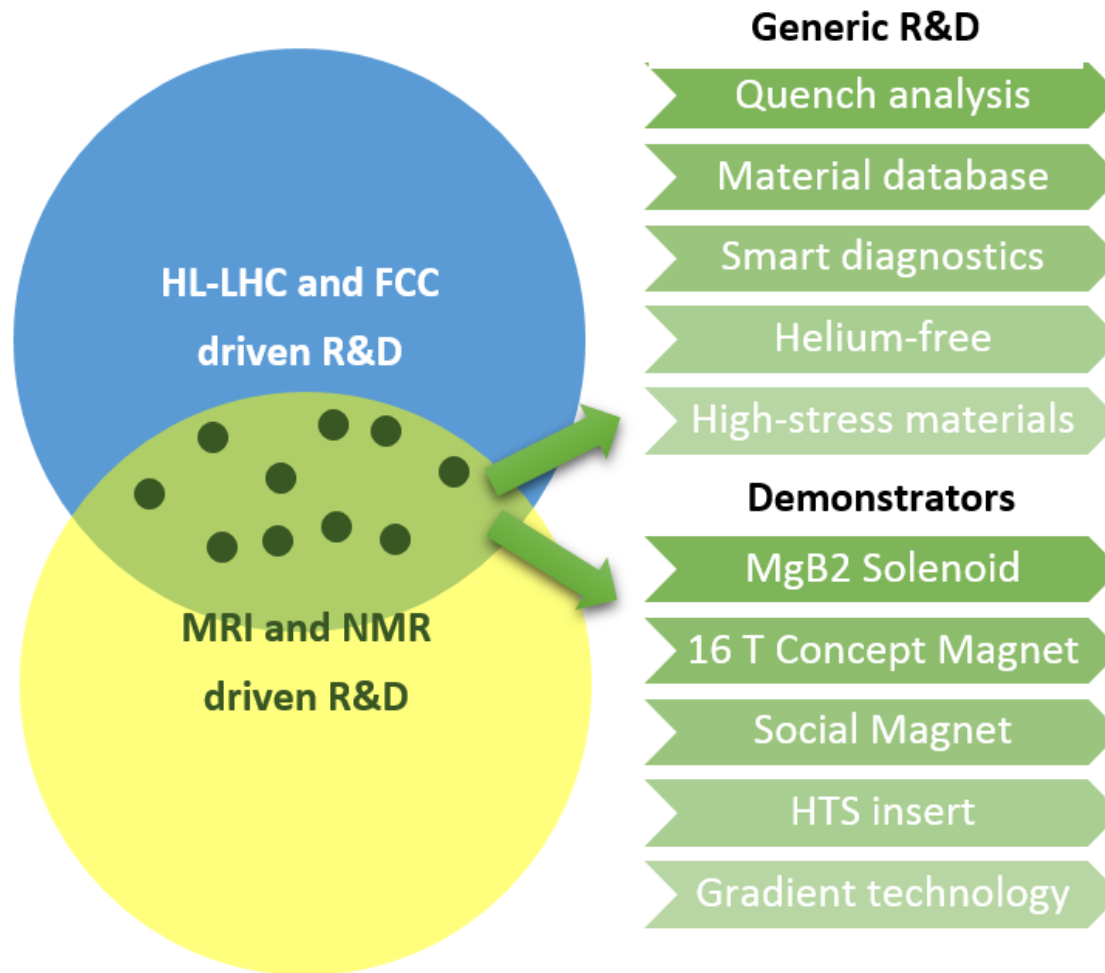 HL-LHC and FCC
driven R&D
MRI and NMR
driven R&D
Generic R&D
Quench analysis
Material database
Smart diagnostics
Helium-free
High-stress materials
Demonstrators
MgB2 Solenoid
16 T Concept Magnet
Social Magnet
HTS insert
Gradient technology